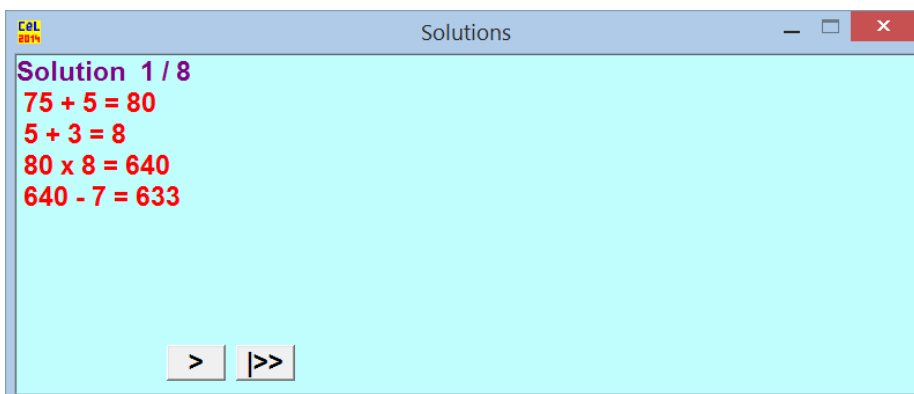 CeL
2014
Solutions
Solution 1 / 8
75 + 5 = 80
5 + 3 = 8
80 x 8 = 640
640 - 7 = 633
> |>>